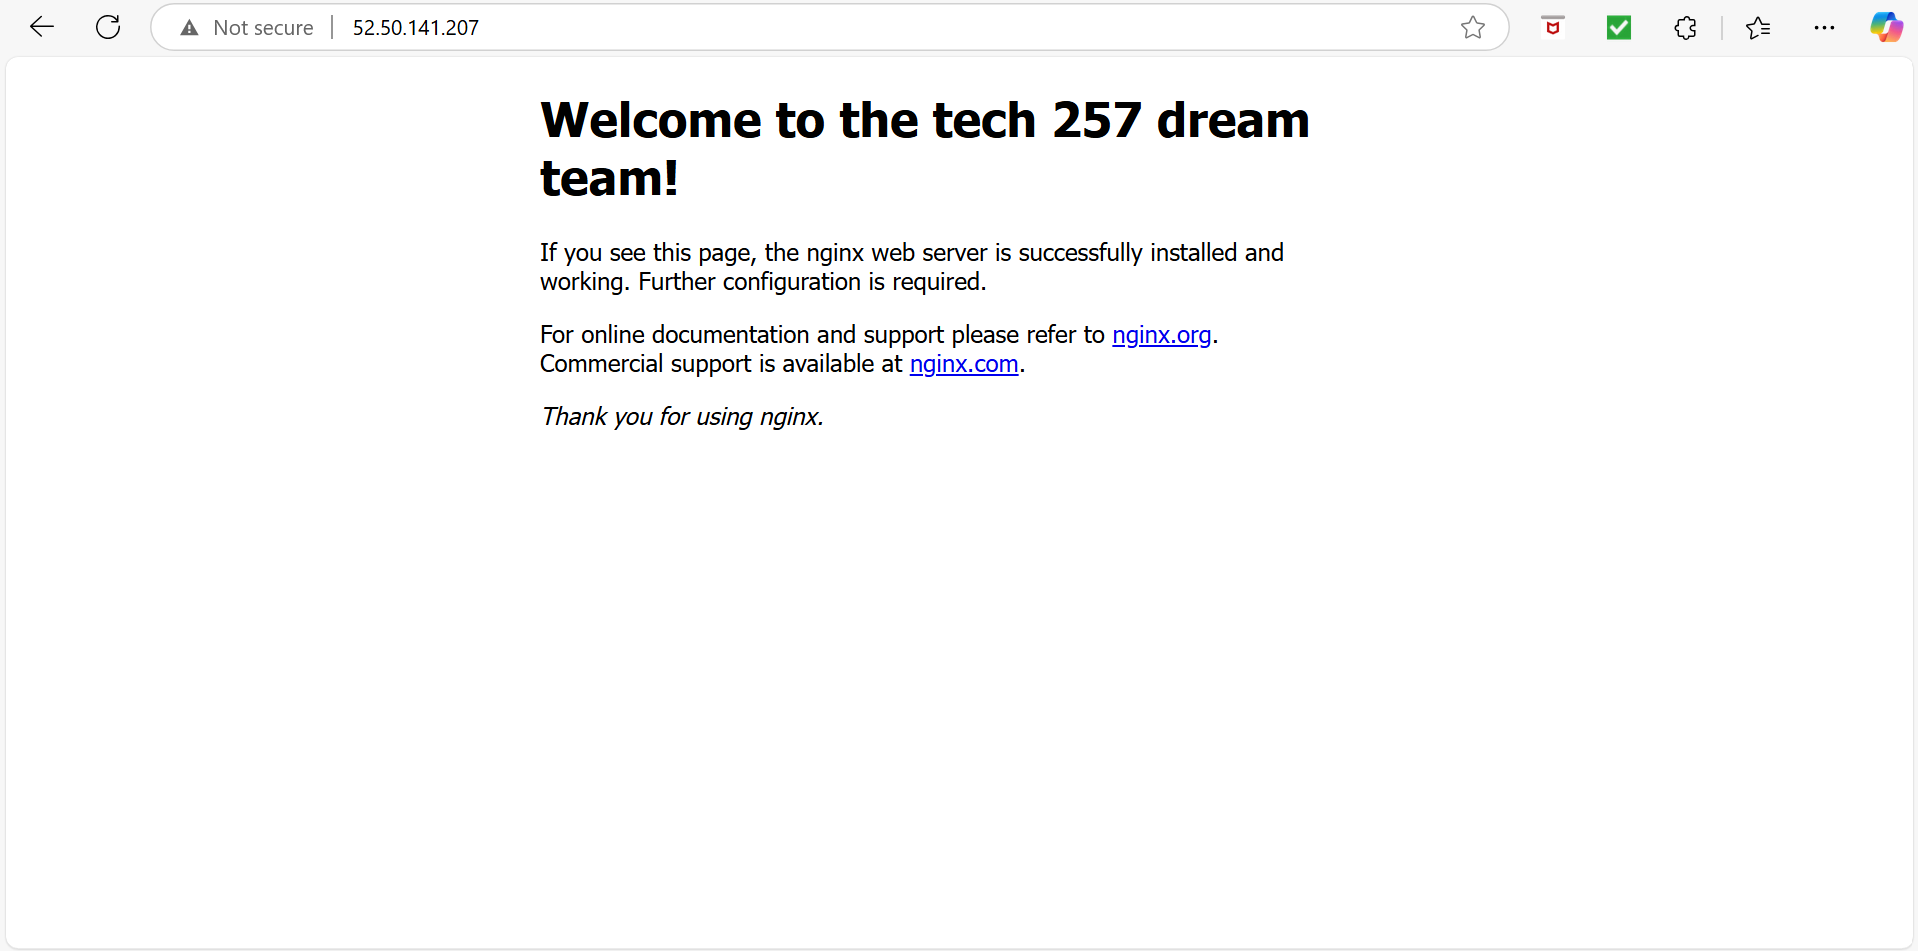 Not secure
52.50.141.207
Welcome to the tech 257 dream
team!
If you see this page, the nginx web server is successfully installed and
working. Further configuration is required.
For online documentation and support please refer to nginx.org.
Commercial support is available at nginx.com.
Thank you for using nginx.